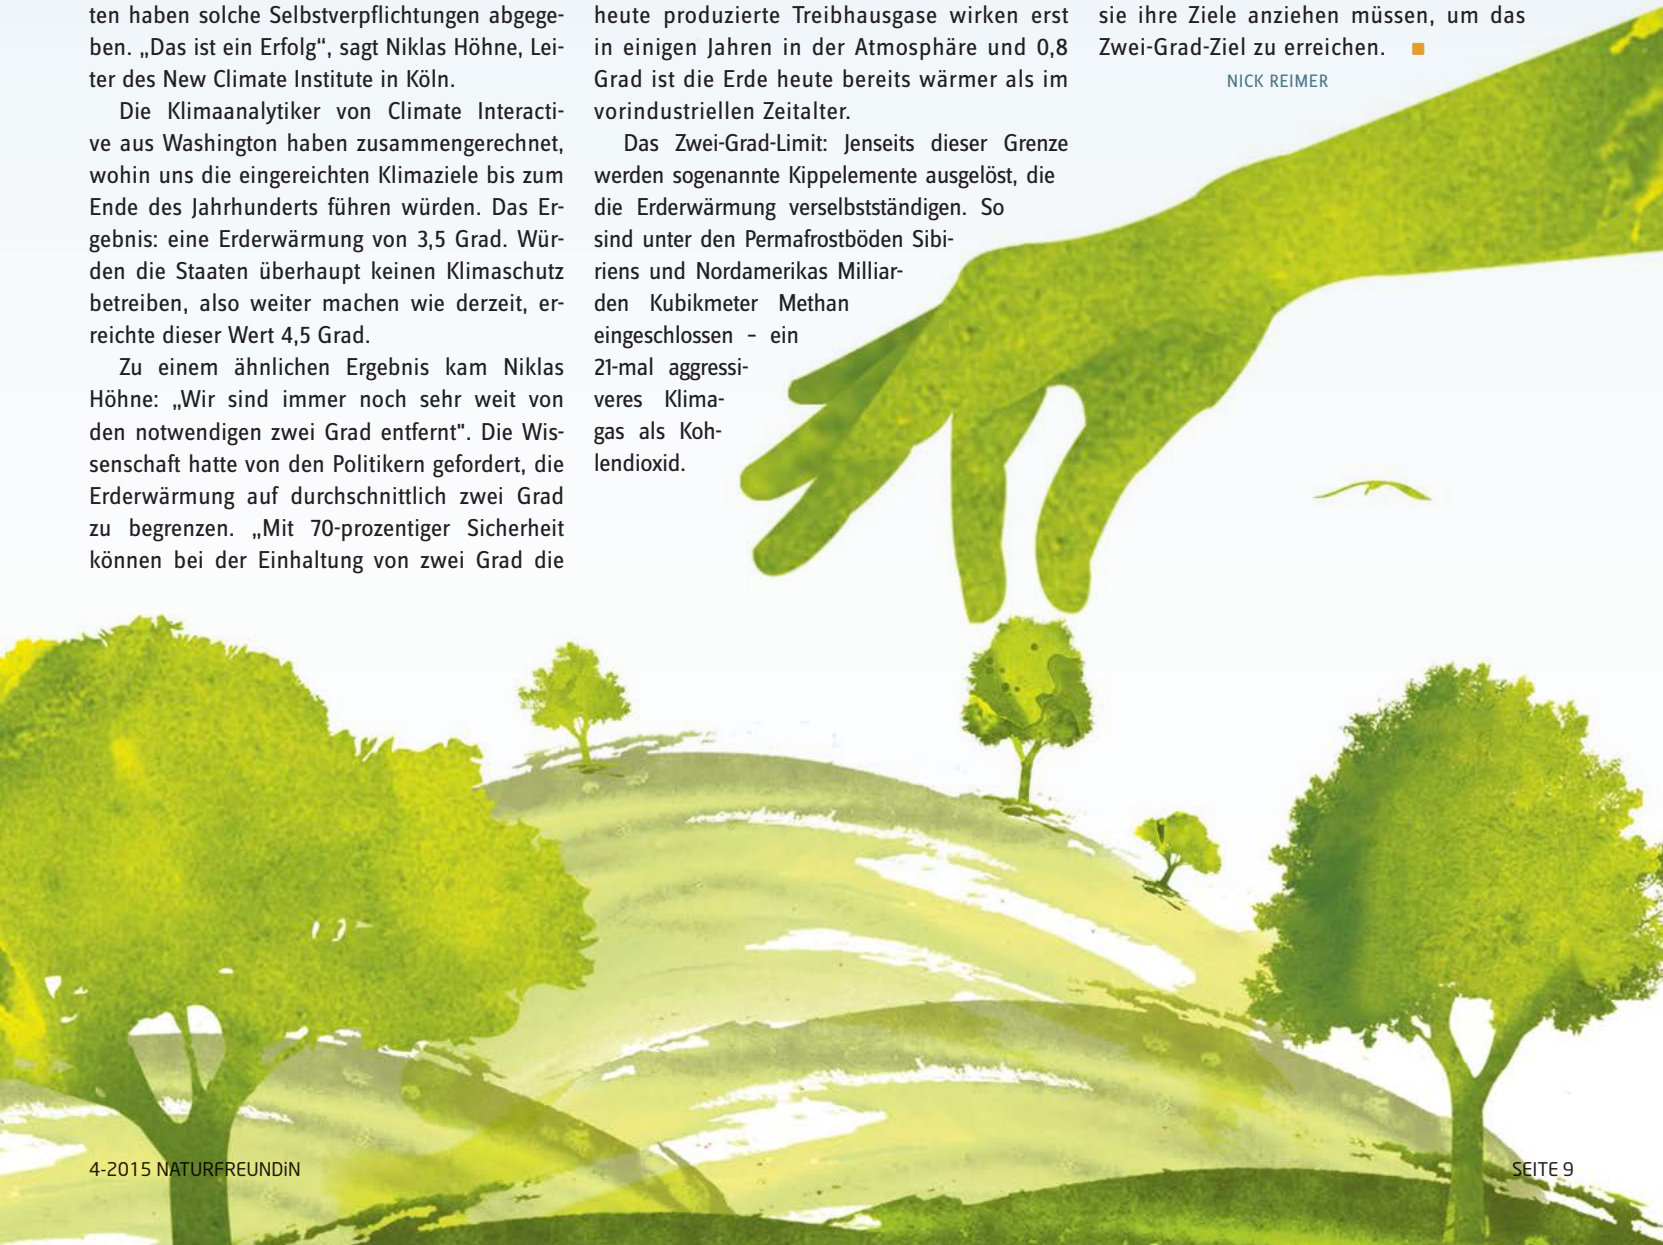 ten haben solche Selbstverpflichtungen abgege-
ben. „Das ist ein Erfolg“, sagt Niklas Höhne, Lei-
ter des New Climate Institute in Köln.
Die Klimaanalytiker von Climate Interacti-
ve aus Washington haben zusammengerechnet,
wohin uns die eingereichten Klimaziele bis zum
Ende des Jahrhunderts führen würden. Das Er-
gebnis: eine Erderwärmung von 3,5 Grad. Wür-
den die Staaten überhaupt keinen Klimaschutz
betreiben, also weiter machen wie derzeit, er-
reichte dieser Wert 4,5 Grad.
Zu einem ähnlichen Ergebnis kam Niklas
Höhne: „Wir sind immer noch sehr weit von
den notwendigen zwei Grad entfernt". Die Wis-
senschaft hatte von den Politikern gefordert, die
Erderwärmung auf durchschnittlich zwei Grad
zu begrenzen. „Mit 70-prozentiger Sicherheit
können bei der Einhaltung von zwei Grad die
heute produzierte Treibhausgase wirken erst
in einigen Jahren in der Atmosphäre und 0,8
Grad ist die Erde heute bereits wärmer als im
vorindustriellen Zeitalter.
Das Zwei-Grad-Limit: Jenseits dieser Grenze
werden sogenannte Kippelemente ausgelöst, die
die Erderwärmung verselbstständigen. So
sind unter den Permafrostböden Sibi-
riens und Nordamerikas Milliar-
den Kubikmeter Methan
eingeschlossen – ein
21-mal aggressi-
veres Klima-
gas als Koh-
lendioxid.
sie ihre Ziele anziehen müssen, um das
Zwei-Grad-Ziel zu erreichen.
NICK REIMER
4-2015 NATURFREUNDiN
SEITE 9